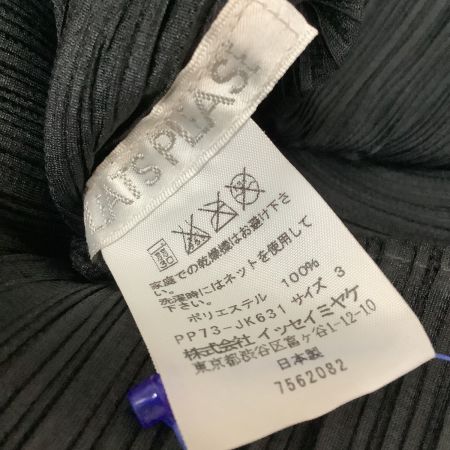 EATS PLEASE
家庭での乾燥機はお避け下さ
い。
洗濯時にはネットを使用して
ポリエステル 100%
PP73-JK631 サイズ 3
株式会社 イッセイミヤケ
東京都渋谷区富ヶ谷1-12-10
日本製
7562082